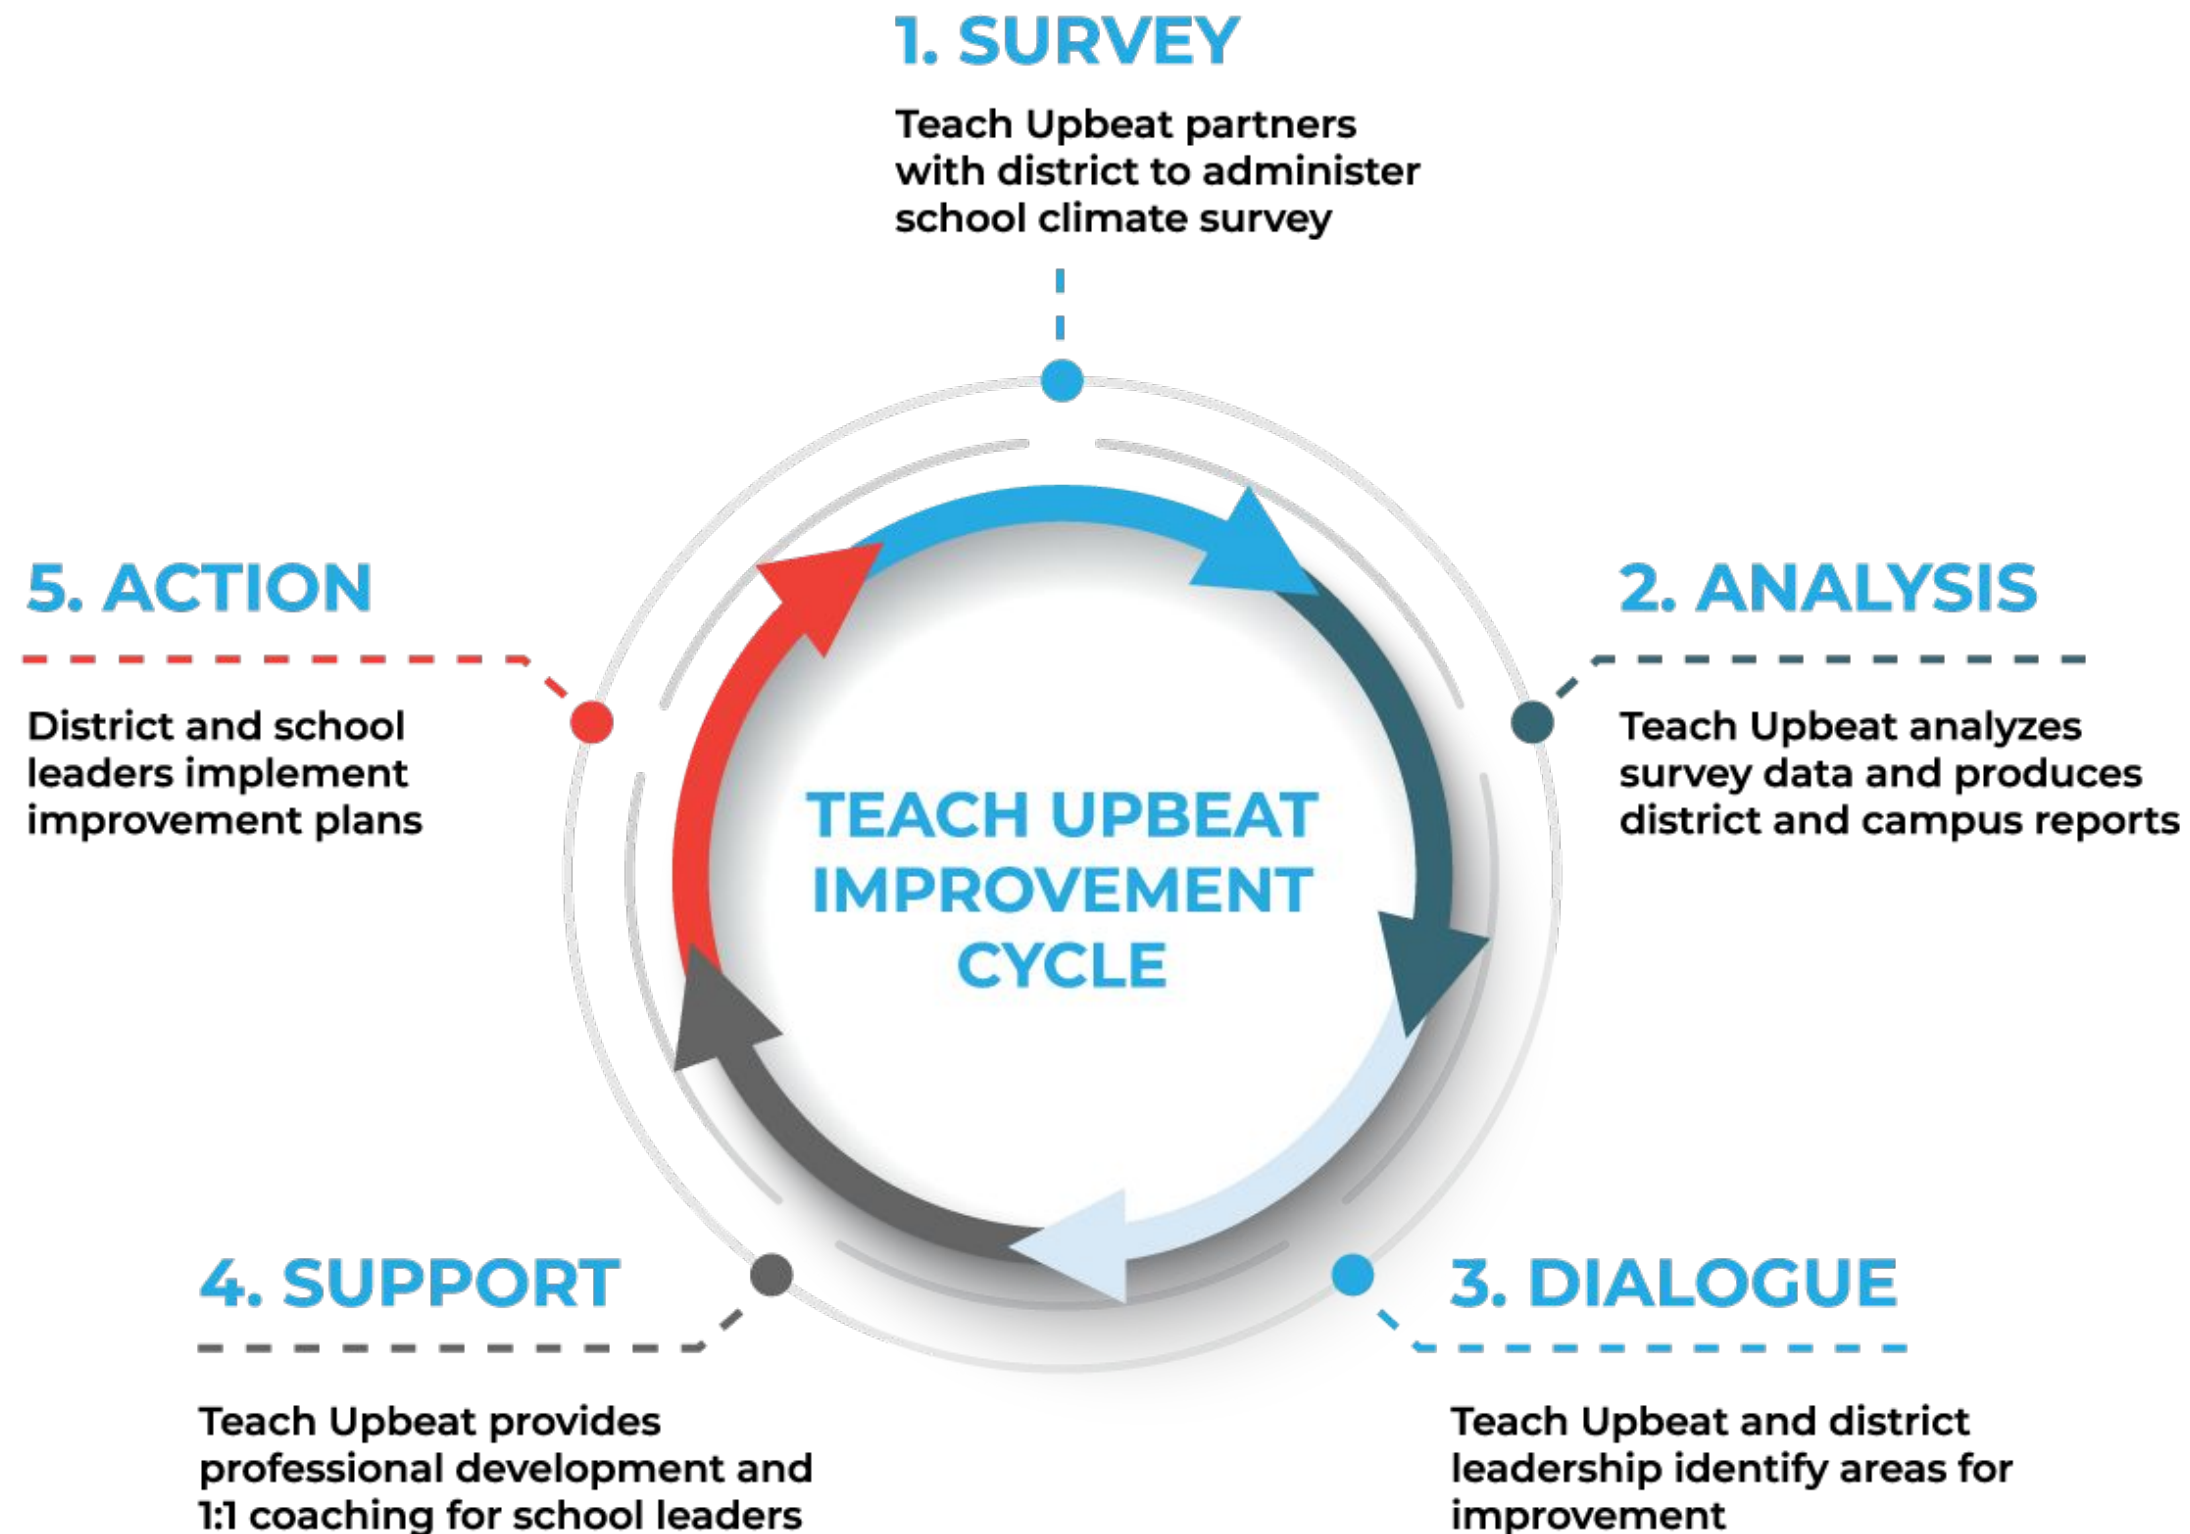 1. SURVEY
Teach Upbeat partners
with district to administer
school climate survey
2. ANALYSIS
Teach Upbeat analyzes
survey data and produces
district and campus reports
3. DIALOGUE
Teach Upbeat and district
leadership identify areas for
improvement
4. SUPPORT
Teach Upbeat provides
professional development and
1:1 coaching for school leaders
5. ACTION
District and school
leaders implement
improvement plans
TEACH UPBEAT
IMPROVEMENT
CYCLE